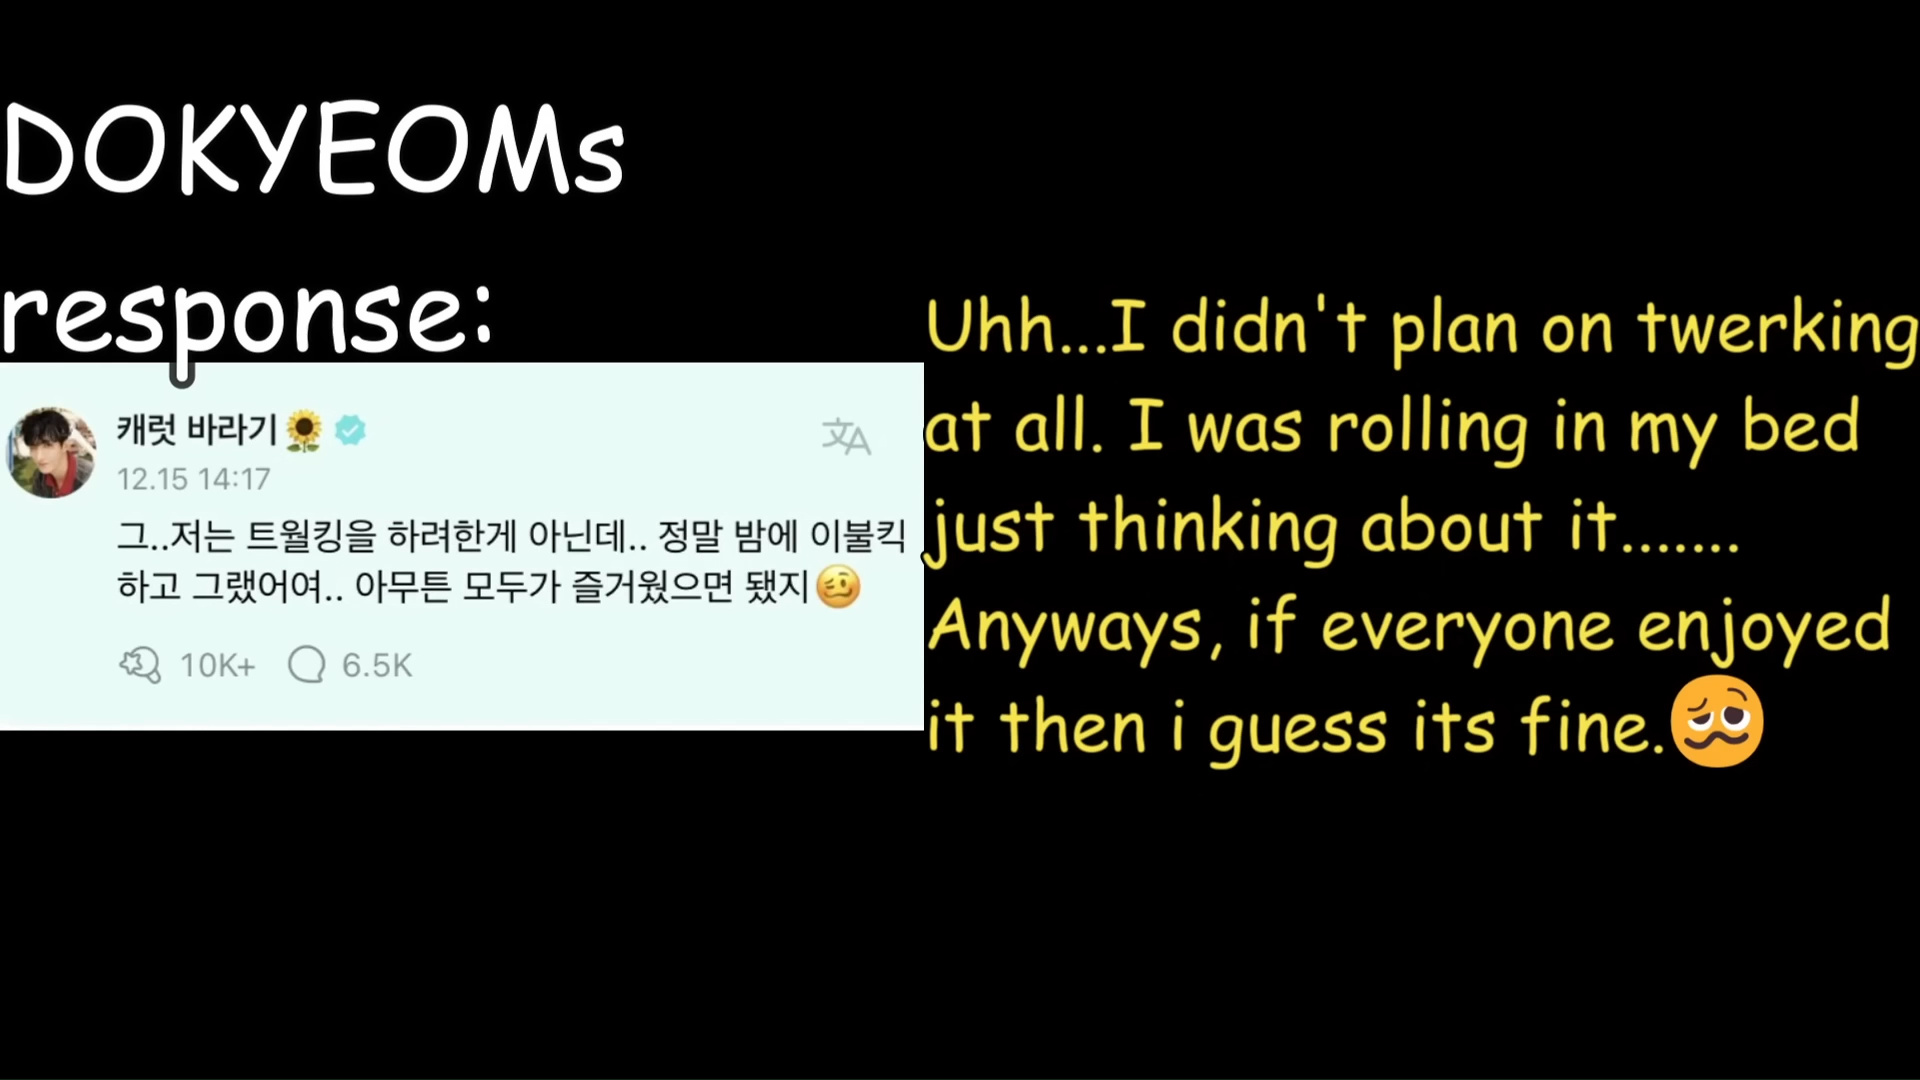 DOKYEOMs
response:
캐럿 바라기🌻
12.15 14:17
그..저는 트월킹을 하려한게 아닌데.. 정말 밤에 이불킥
하고 그랬어여.. 아무튼 모두가 즐거웠으면 됐지🥴
10K+ 6.5K
Uhh...I didn't plan on twerking
at all. I was rolling in my bed
just thinking about it.......
Anyways, if everyone enjoyed
it then i guess its fine.🥴